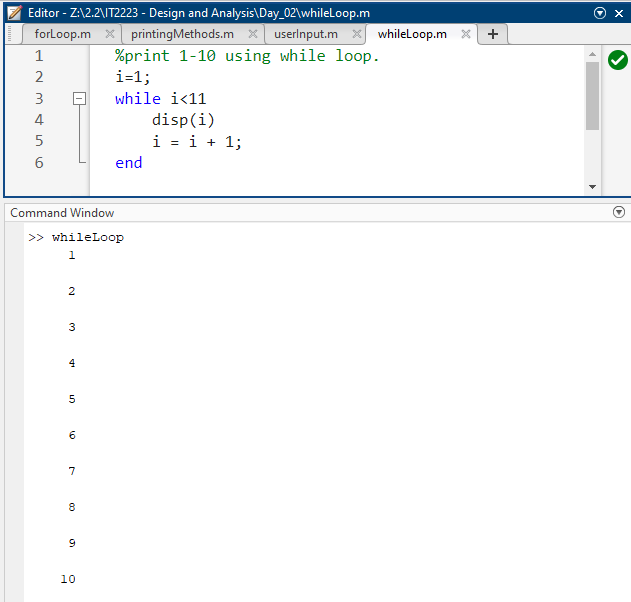 Editor - Z:\2.2\IT2223 - Design and Analysis\Day_02\whileLoop.m
forLoop.m printingMethods.m userInput.m whileLoop.m
1 %print 1-10 using while loop.
2 i=1;
3 while i<11
4 disp(i)
5 i = i + 1;
6 end
Command Window
>> whileLoop
1
2
3
4
5
6
7
8
9
10